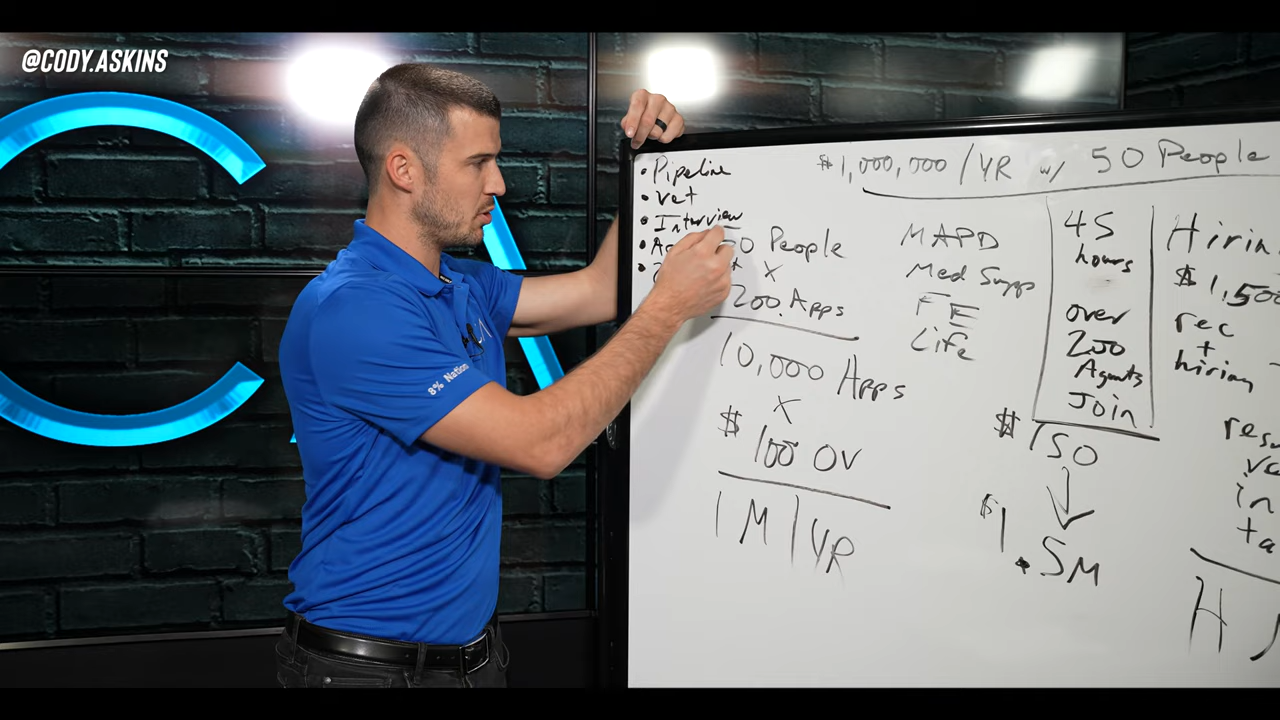 @CODY.ASKINS
$1,000,000/YR w/ 50 People
• Pipeline
• Vet
• Interview
50 People
X
200 Apps
10,000 Apps
X
$100 OV
1M/YR
MAPD
Med Supp
FE
Life
45
hours
over
200
Agents
Join
$150
$1.5M
Hirin
$1,500
rec
+
hiring
H
8% Nation